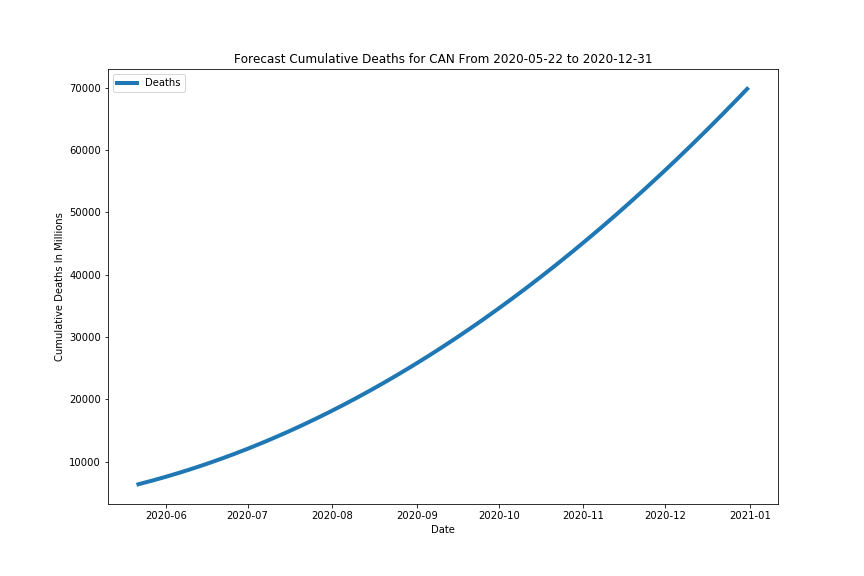 Forecast Cumulative Deaths for CAN From 2020-05-22 to 2020-12-31
Deaths
Cumulative Deaths In Millions
70000
60000
50000
40000
30000
20000
10000
2020-06 2020-07 2020-08 2020-09 2020-10 2020-11 2020-12 2021-01
Date